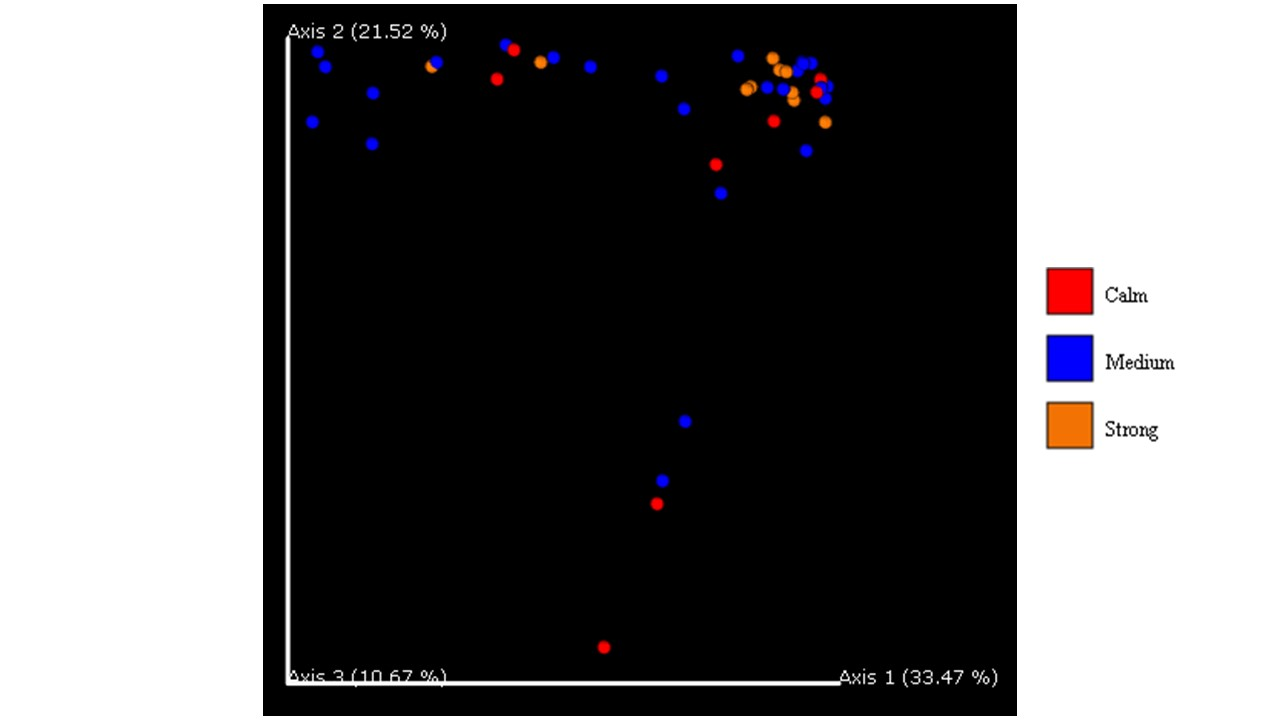 Axis 2 (21.52 %)
Calm
Medium
Strong
Axis 3 (10.67 %)
Axis 1 (33.47 %)